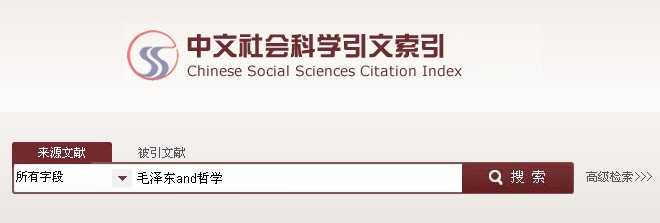 中文社会科学引文索引
Chinese Social Sciences Citation Index
来源文献 被引文献
所有字段 毛泽东and哲学 搜索 高级检索>>>